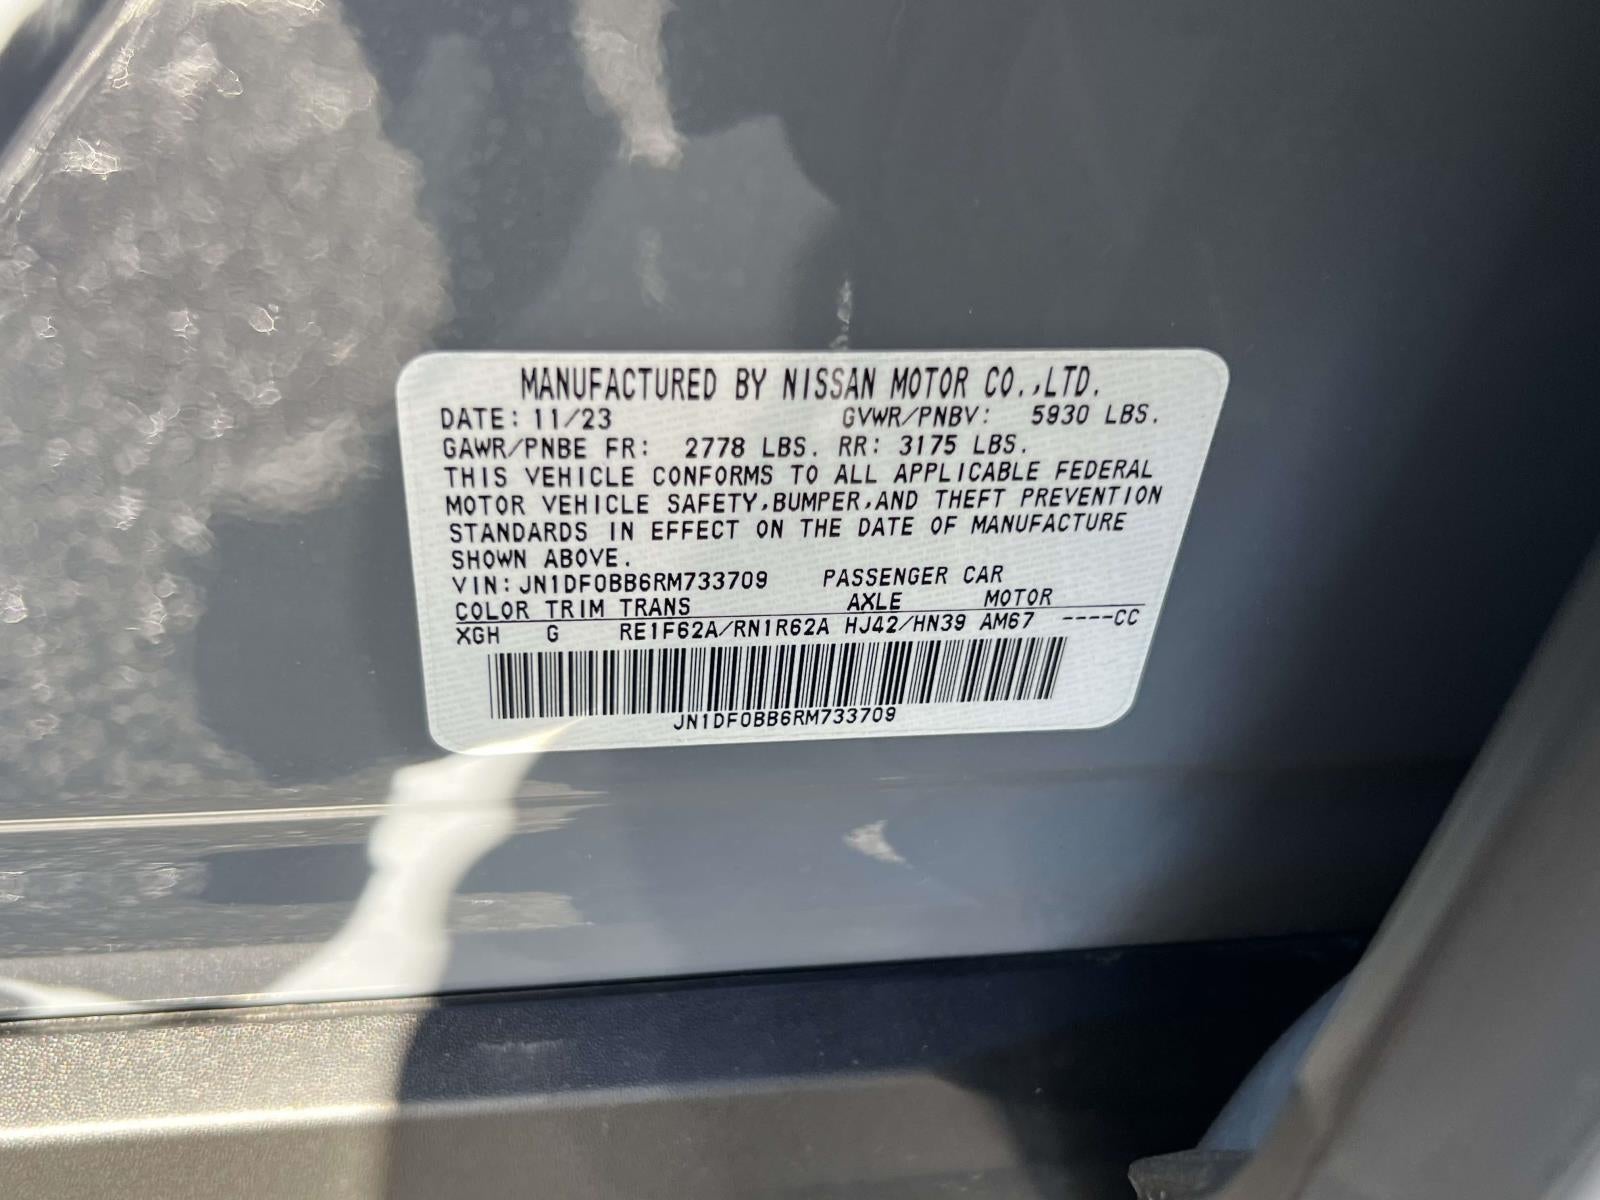 MANUFACTURED BY NISSAN MOTOR CO.,LTD.
DATE: 11/23 GVWR/PNBV: 5930 LBS.
GAWR/PNBE FR: 2778 LBS. RR: 3175 LBS.
THIS VEHICLE CONFORMS TO ALL APPLICABLE FEDERAL
MOTOR VEHICLE SAFETY,BUMPER,AND THEFT PREVENTION
STANDARDS IN EFFECT ON THE DATE OF MANUFACTURE
SHOWN ABOVE.
VIN:JN1DF0BB6RM733709 PASSENGER CAR
COLOR TRIM TRANS AXLE MOTOR
XGH G RE1F62A/RN1R62A HJ42/HN39 AM67 ----CC
JN1DF0BB6RM733709